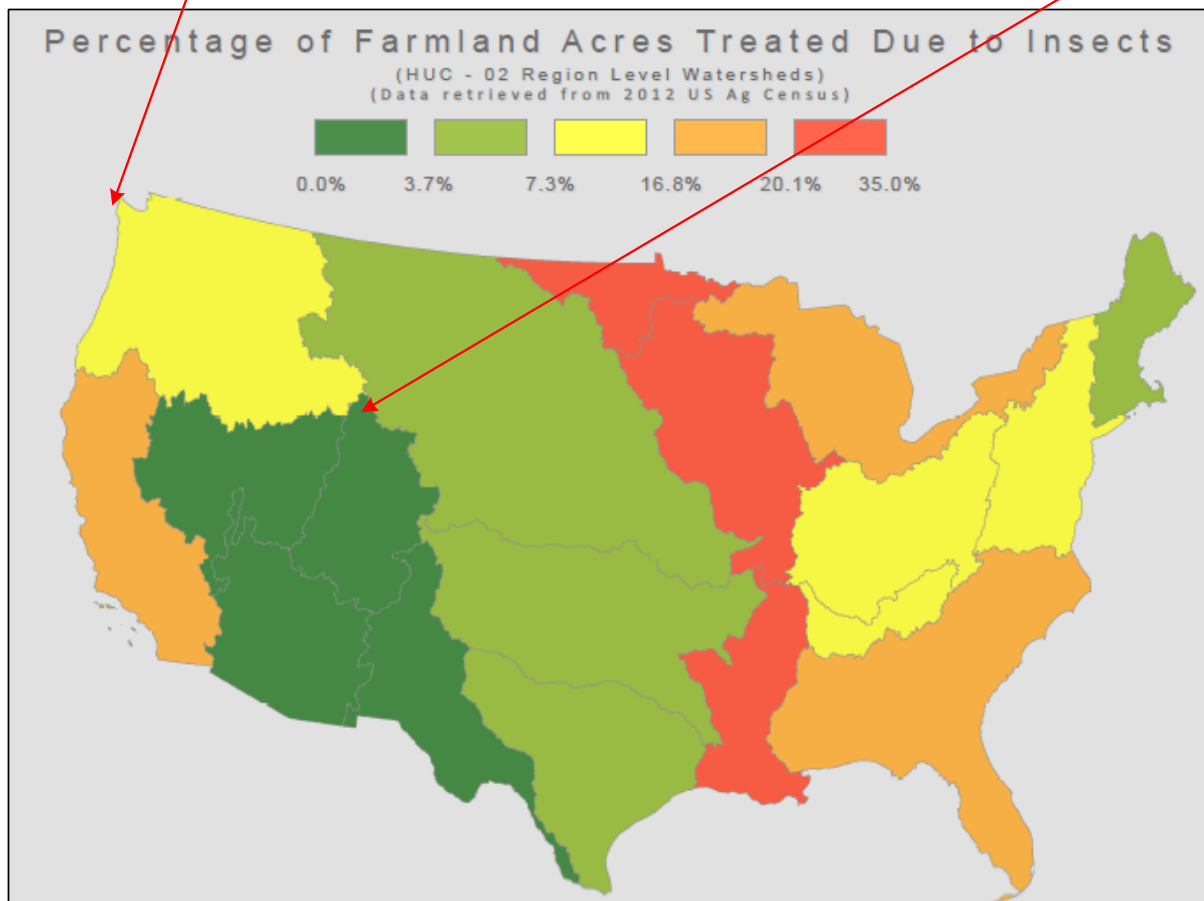 Percentage of Farmland Acres Treated Due to Insects
(HUC - 02 Region Level Watersheds)
(Data retrieved from 2012 US Ag Census)
0.0% 3.7% 7.3% 16.8% 20.1% 35.0%